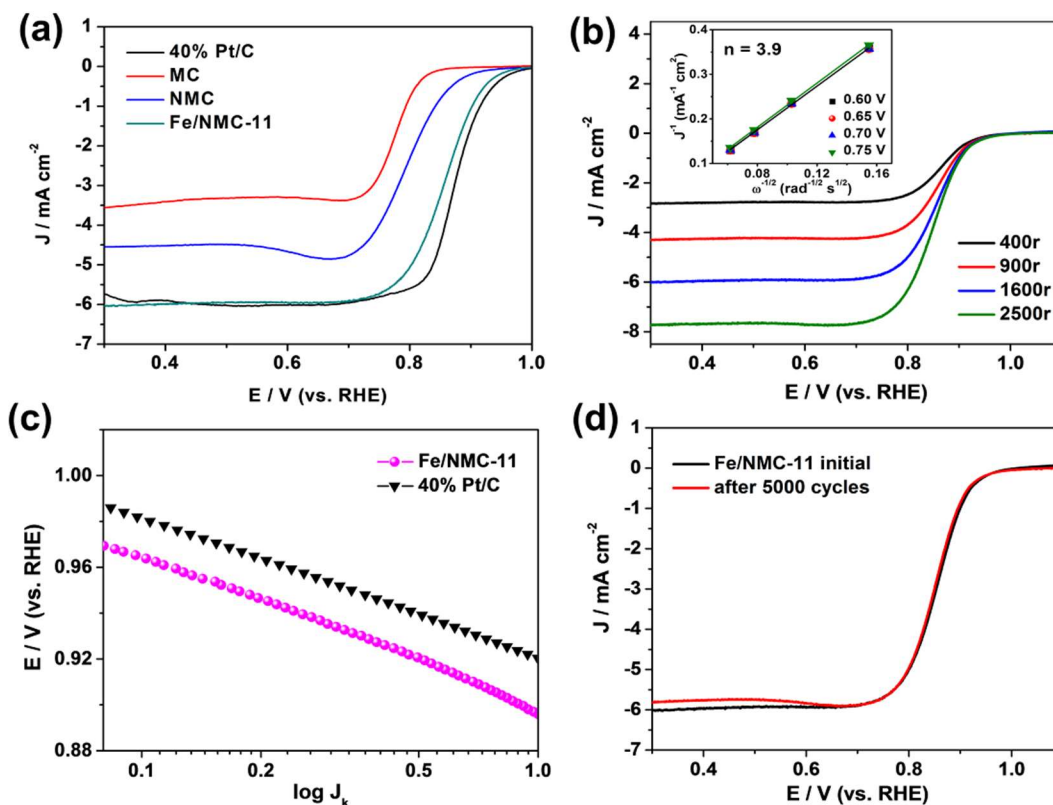 (a)
40% Pt/C
MC
NMC
Fe/NMC-11
1
0
-1
-2
-3
-4
-5
-6
-7
J / mA cm-2
0.4 0.6 0.8 1.0
E / V (vs. RHE)
(b)
n = 3.9
0.4
0.3
0.2
0.1
J-1 (mA-1 cm2)
0.60 V
0.65 V
0.70 V
0.75 V
0.04 0.08 0.12 0.16
ω-1/2 (rad-1/2 s1/2)
4
2
0
-2
-4
-6
-8
J / mA cm-2
400r
900r
1600r
2500r
0.4 0.6 0.8 1.0
E / V (vs. RHE)
(c)
Fe/NMC-11
40% Pt/C
1.00
0.96
0.92
0.88
E / V (vs. RHE)
0.1 0.2 0.5 1.0
log Jk
(d)
Fe/NMC-11 initial
after 5000 cycles
1
0
-1
-2
-3
-4
-5
-6
-7
J / mA cm-2
0.4 0.6 0.8 1.0
E / V (vs. RHE)